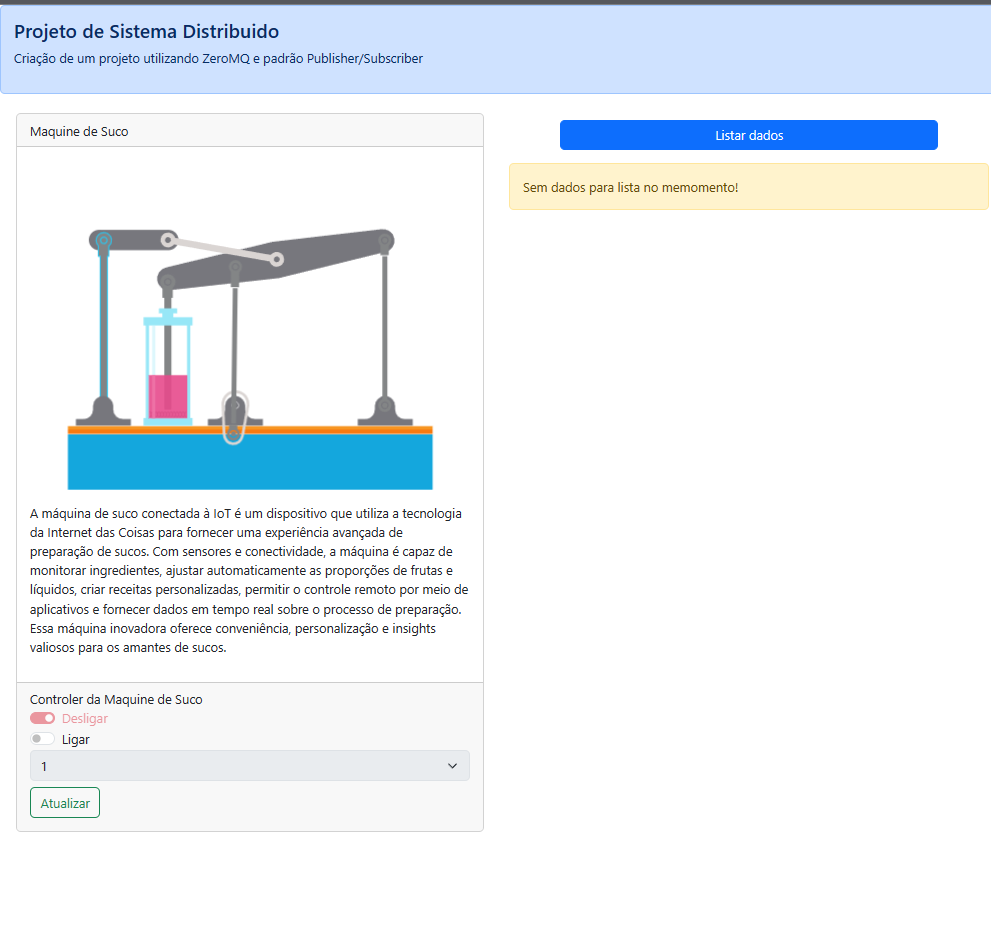 Projeto de Sistema Distribuido
Criação de um projeto utilizando ZeroMQ e padrão Publisher/Subscriber
Maquine de Suco
A máquina de suco conectada à IoT é um dispositivo que utiliza a tecnologia
da Internet das Coisas para fornecer uma experiência avançada de
preparação de sucos. Com sensores e conectividade, a máquina é capaz de
monitorar ingredientes, ajustar automaticamente as proporções de frutas e
líquidos, criar receitas personalizadas, permitir o controle remoto por meio de
aplicativos e fornecer dados em tempo real sobre o processo de preparação.
Essa máquina inovadora oferece conveniência, personalização e insights
valiosos para os amantes de sucos.
Controler da Maquine de Suco
Desligar
Ligar
1
Atualizar
Listar dados
Sem dados para lista no memomento!